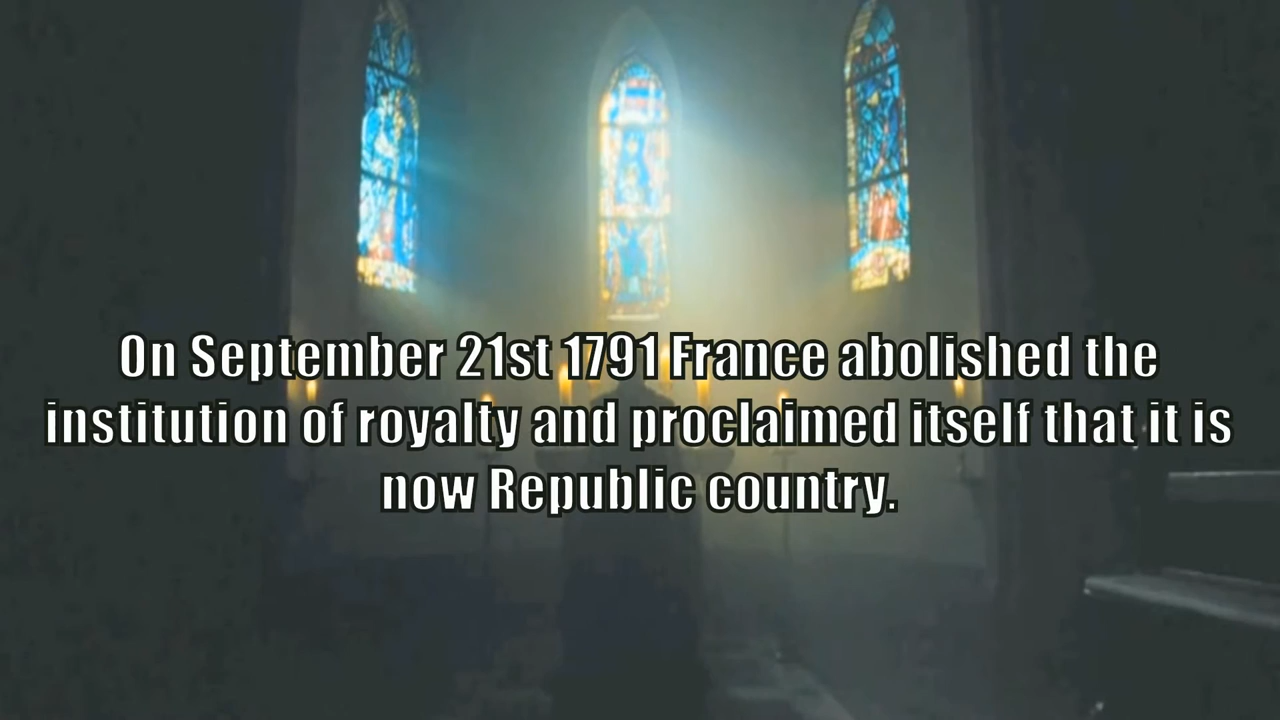 On September 21st 1791 France abolished the
institution of royalty and proclaimed itself that it is
now Republic country.